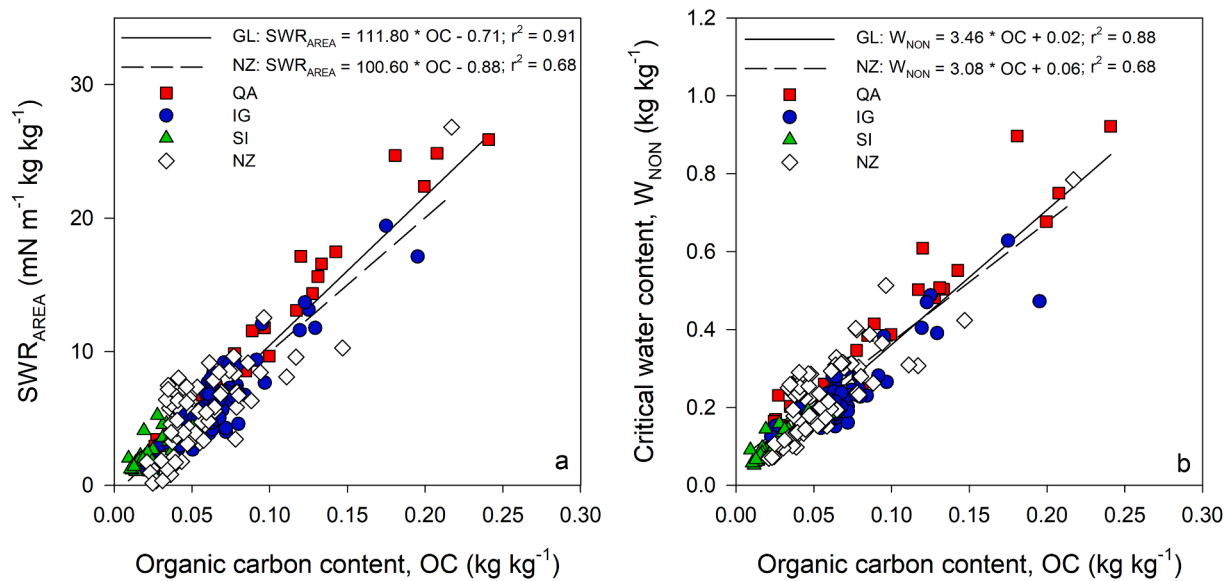 GL: SWR_AREA = 111.80 * OC - 0.71; r² = 0.91
NZ: SWR_AREA = 100.60 * OC - 0.88; r² = 0.68
QA
IG
SI
NZ
30
20
10
0
SWR_AREA (mN m⁻¹ kg kg⁻¹)
a
0.00 0.05 0.10 0.15 0.20 0.25 0.30
Organic carbon content, OC (kg kg⁻¹)
GL: W_NON = 3.46 * OC + 0.02; r² = 0.88
NZ: W_NON = 3.08 * OC + 0.06; r² = 0.68
QA
IG
SI
NZ
1.2
1.0
0.8
0.6
0.4
0.2
0.0
Critical water content, W_NON (kg kg⁻¹)
b
0.00 0.05 0.10 0.15 0.20 0.25 0.30
Organic carbon content, OC (kg kg⁻¹)